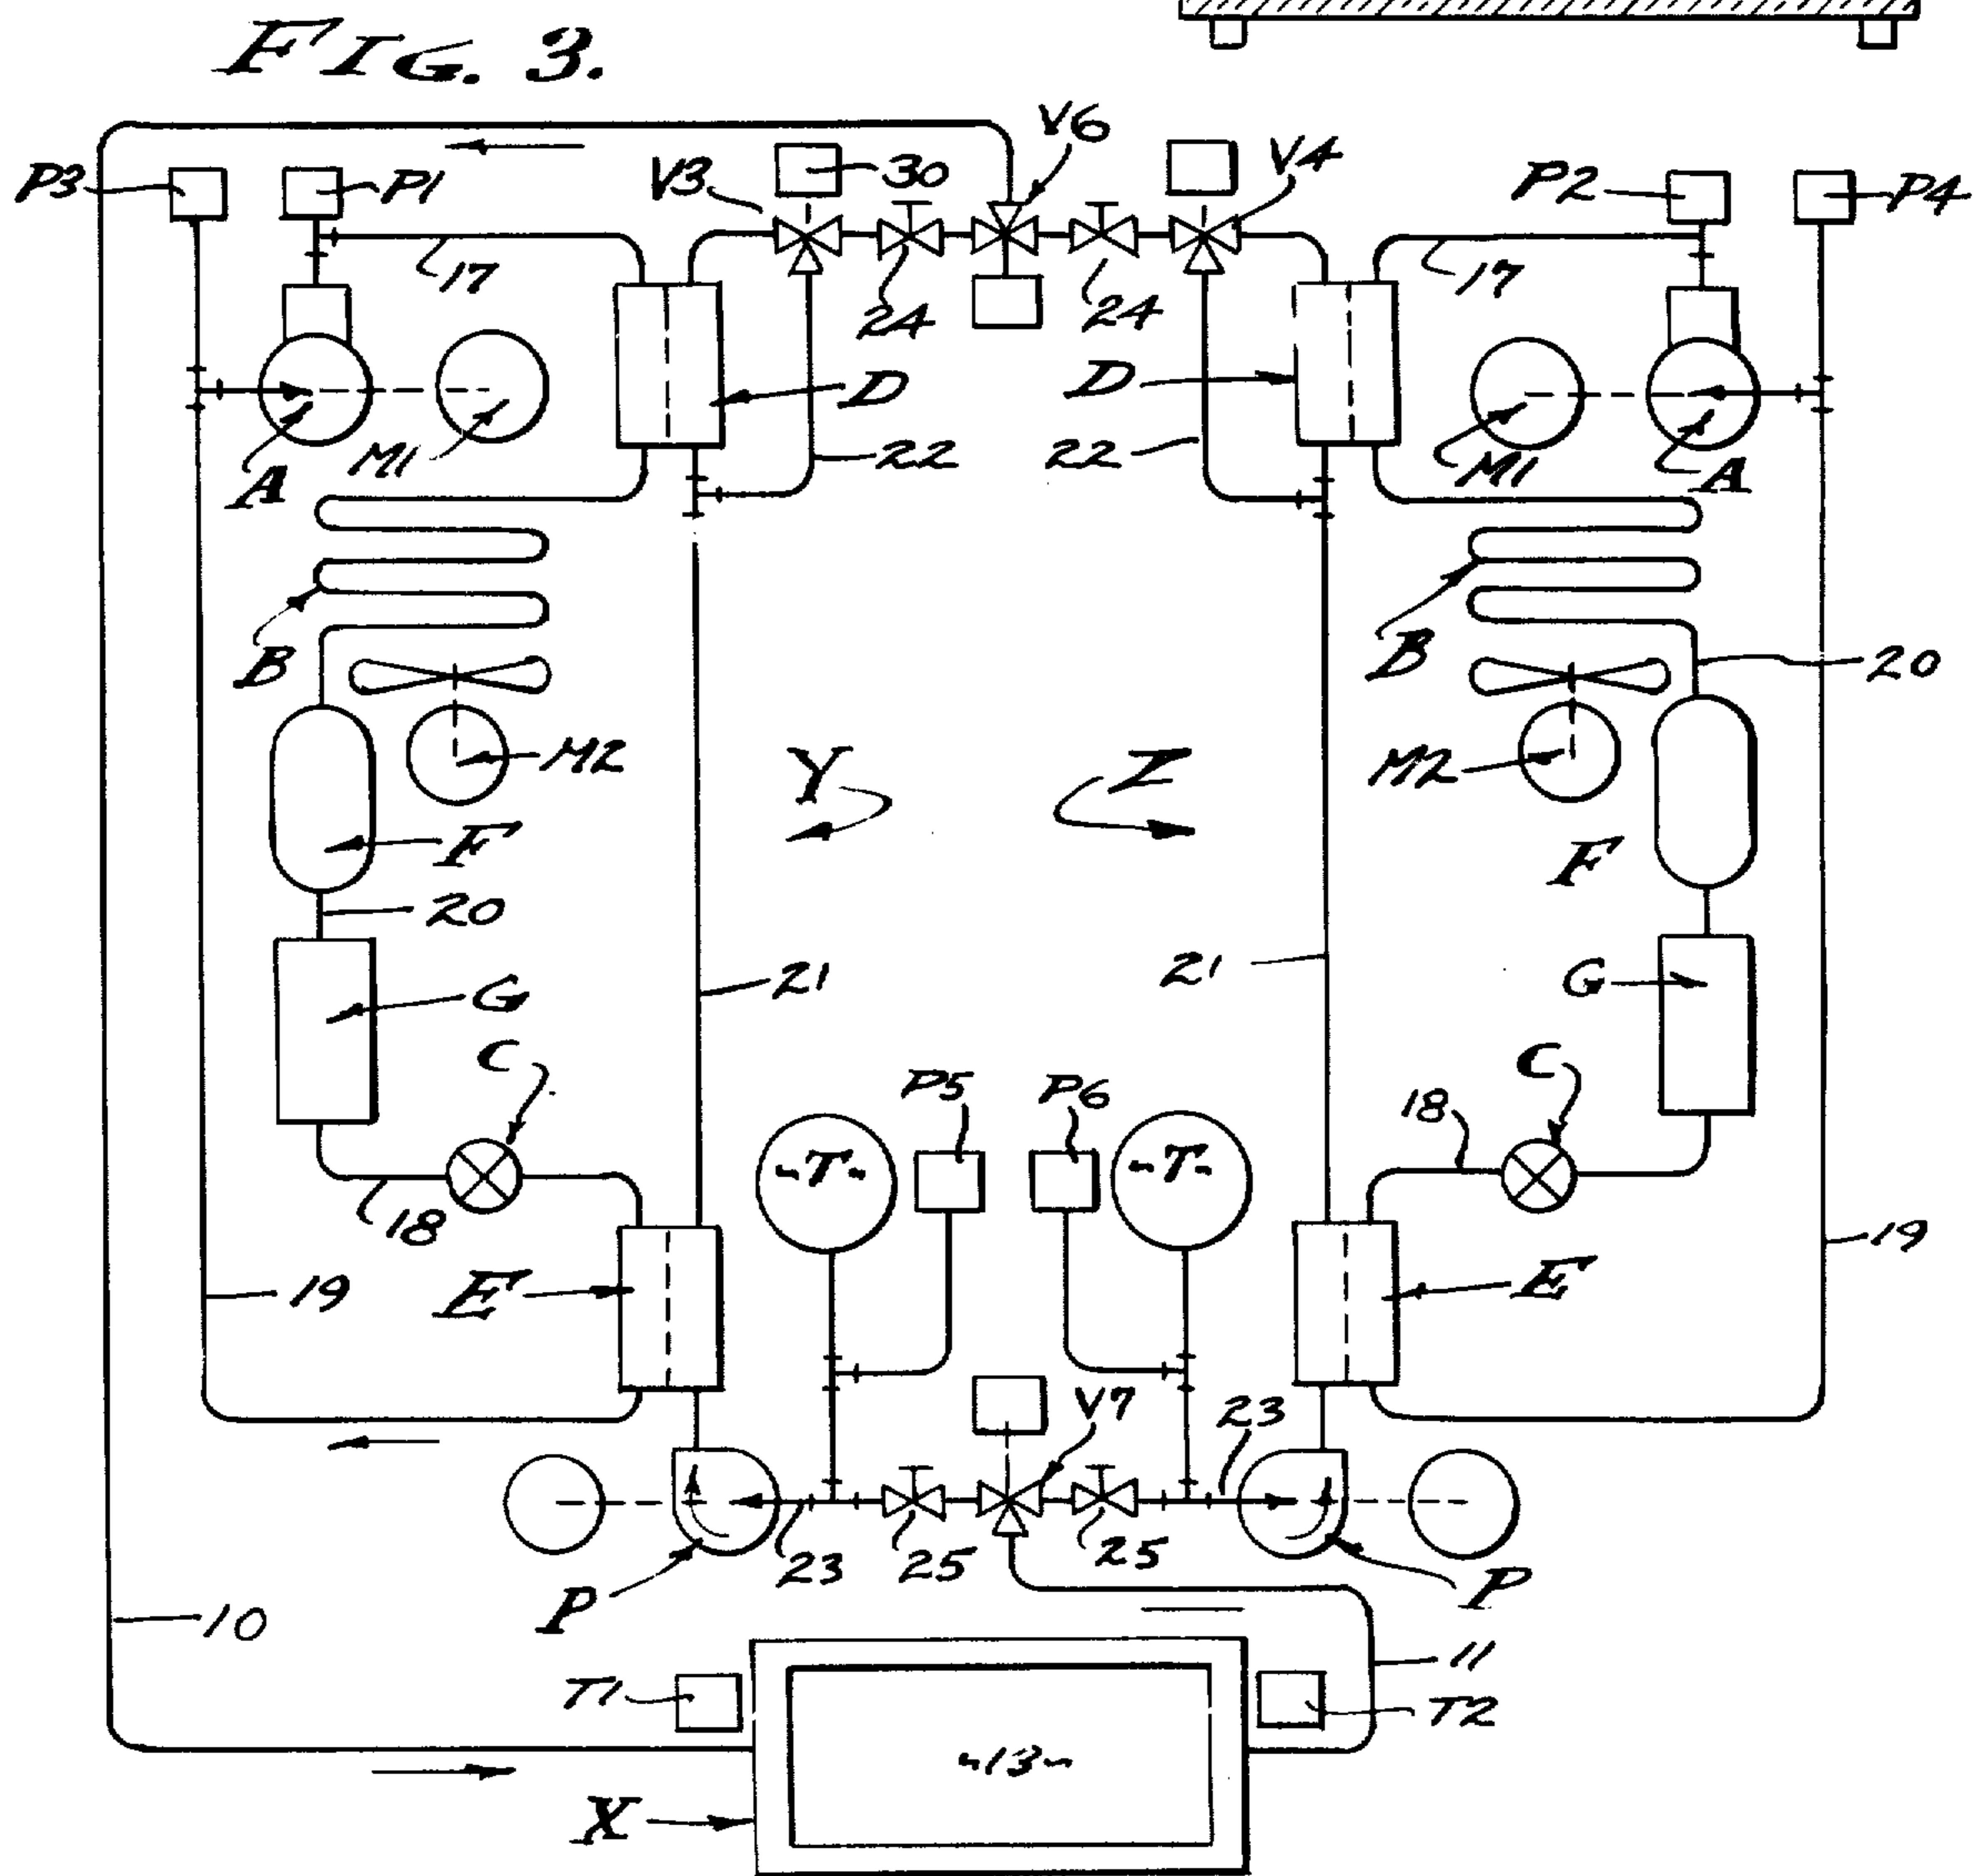 FIG. 3.
V6
P3 P1 V3 30 V4 P2 P4
17 24 24 17
D D
A M1 22 22 M1 A
B B 20
M2 Y Z M2
F F
20
G 21 21 G
C P5 P6 C
-T- -T- 18
18
19 E E 19
V7 23
23 25 25
P P
10 11
T1 T2
-13-
X